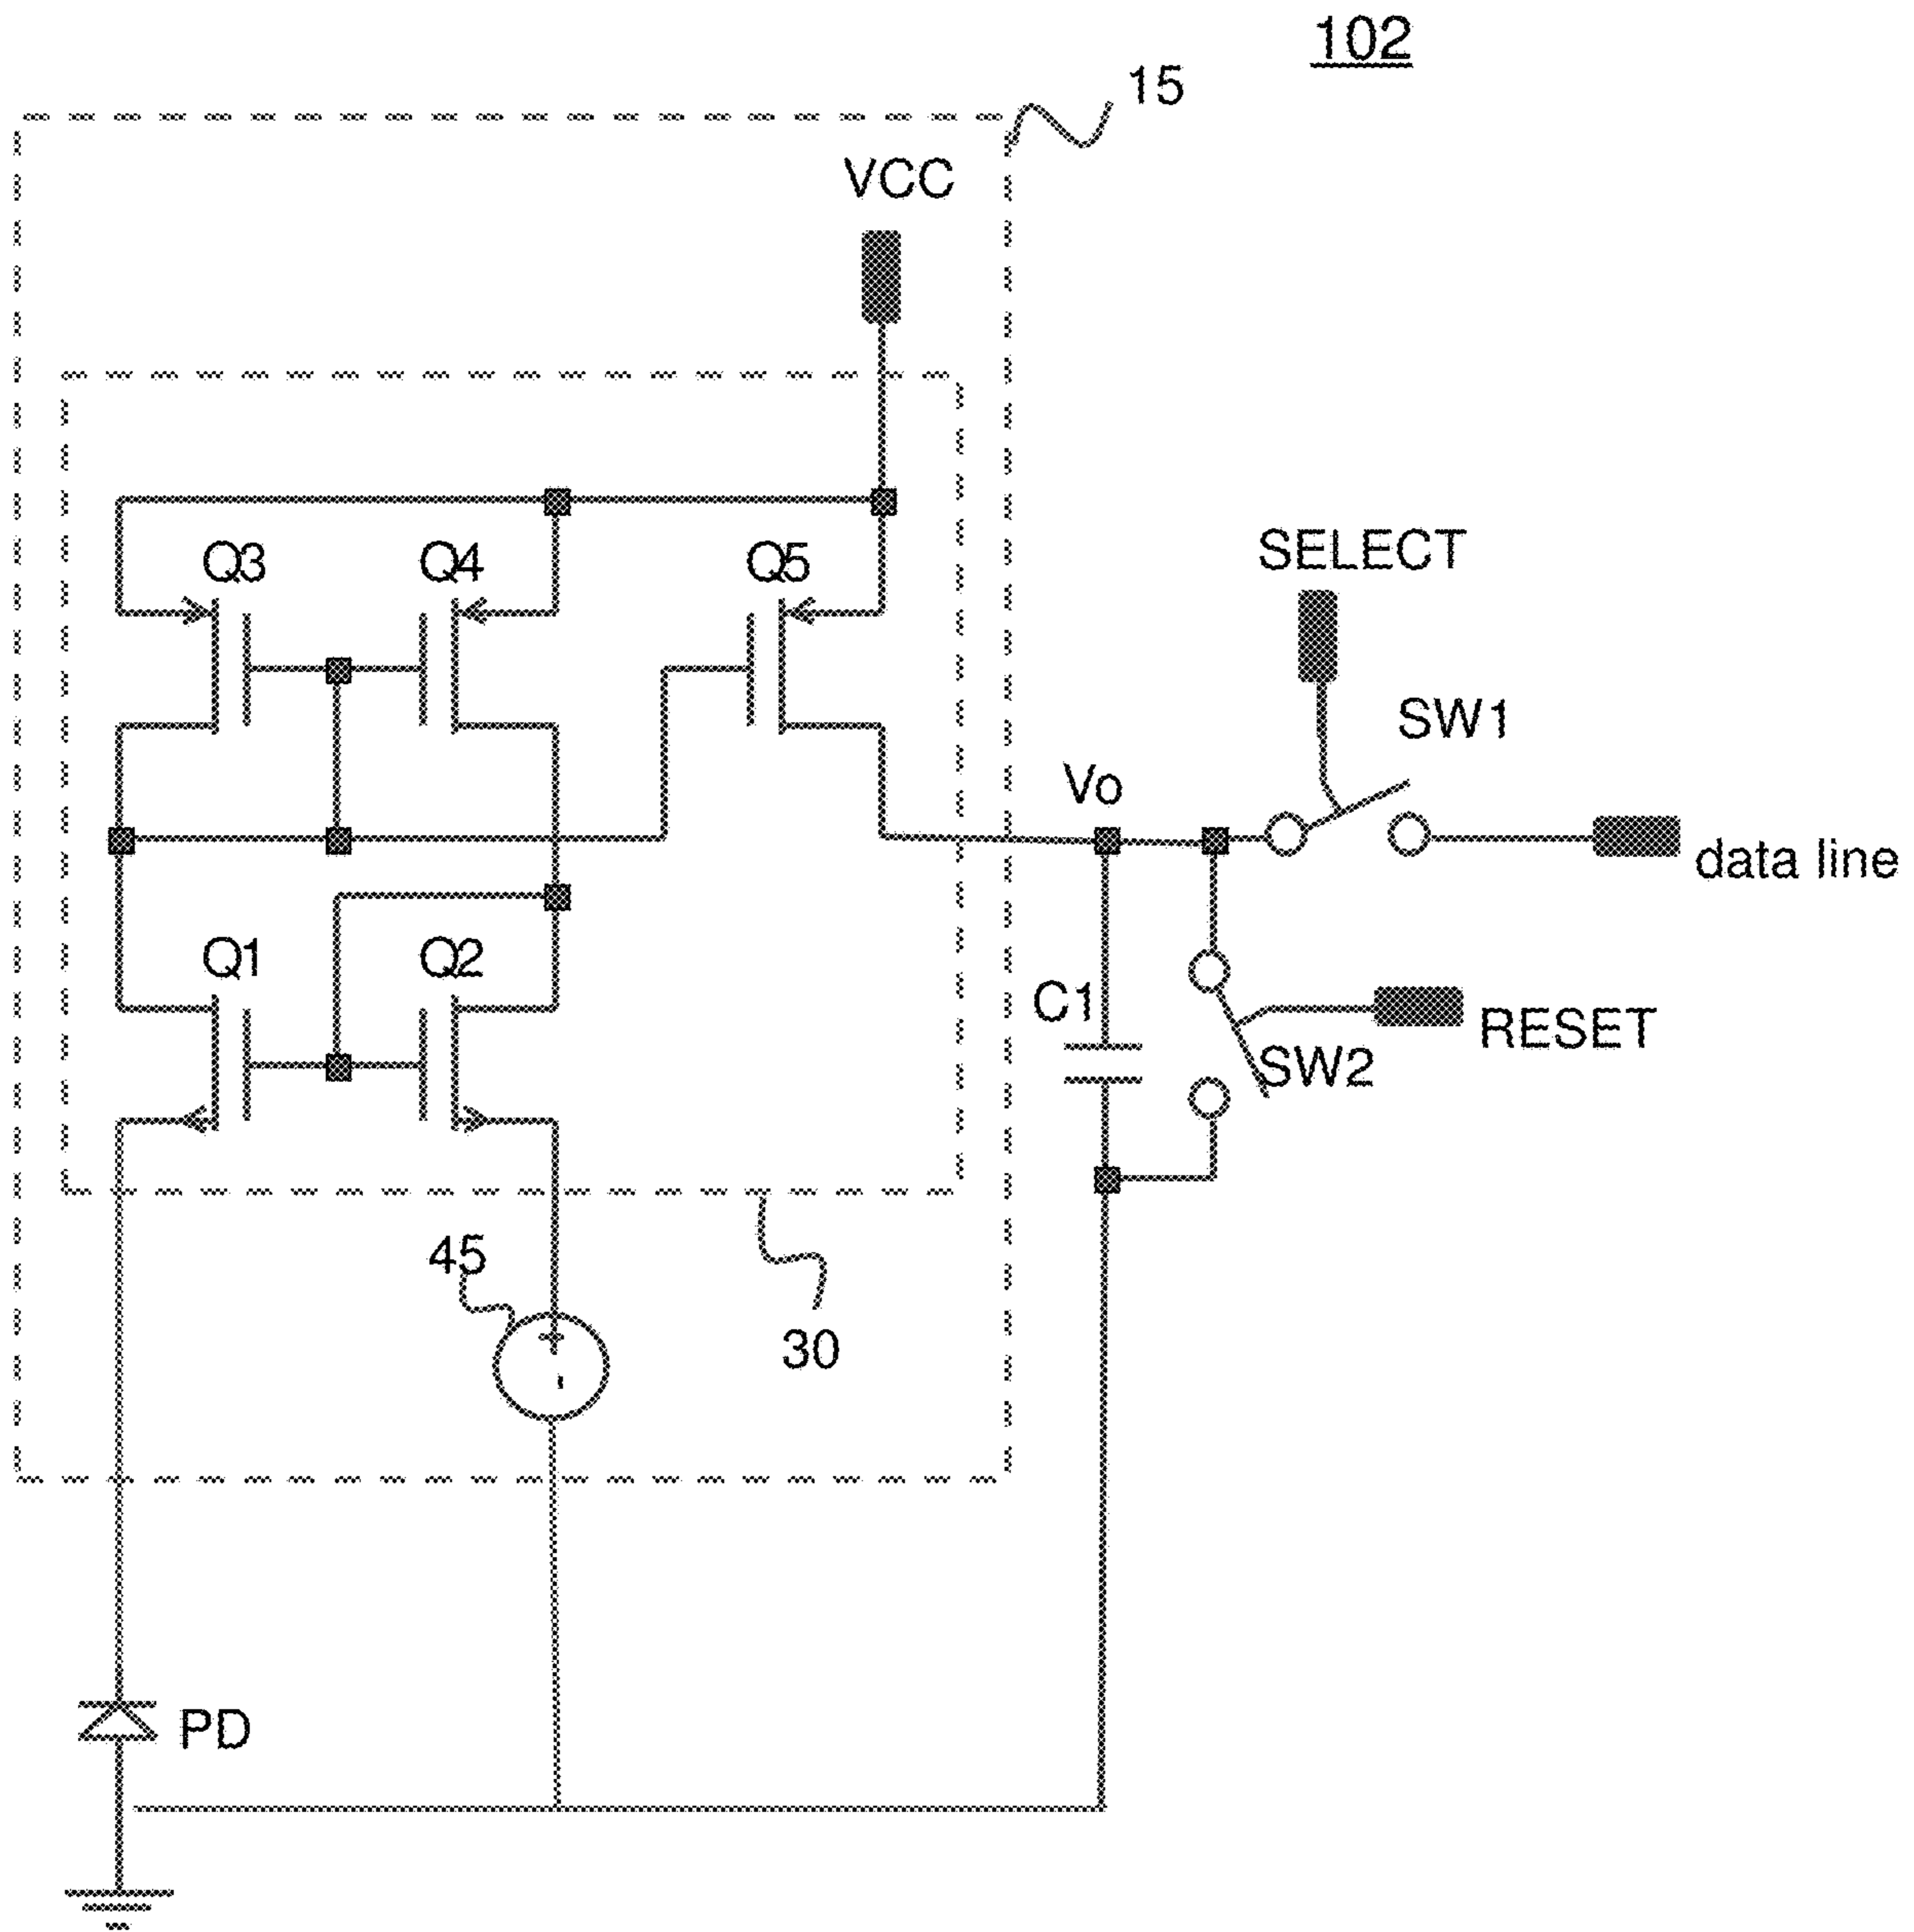 102
15
VCC
Q3 Q4 Q5
SELECT
SW1
Vo
data line
Q1 Q2
C1
RESET
SW2
45
30
PD